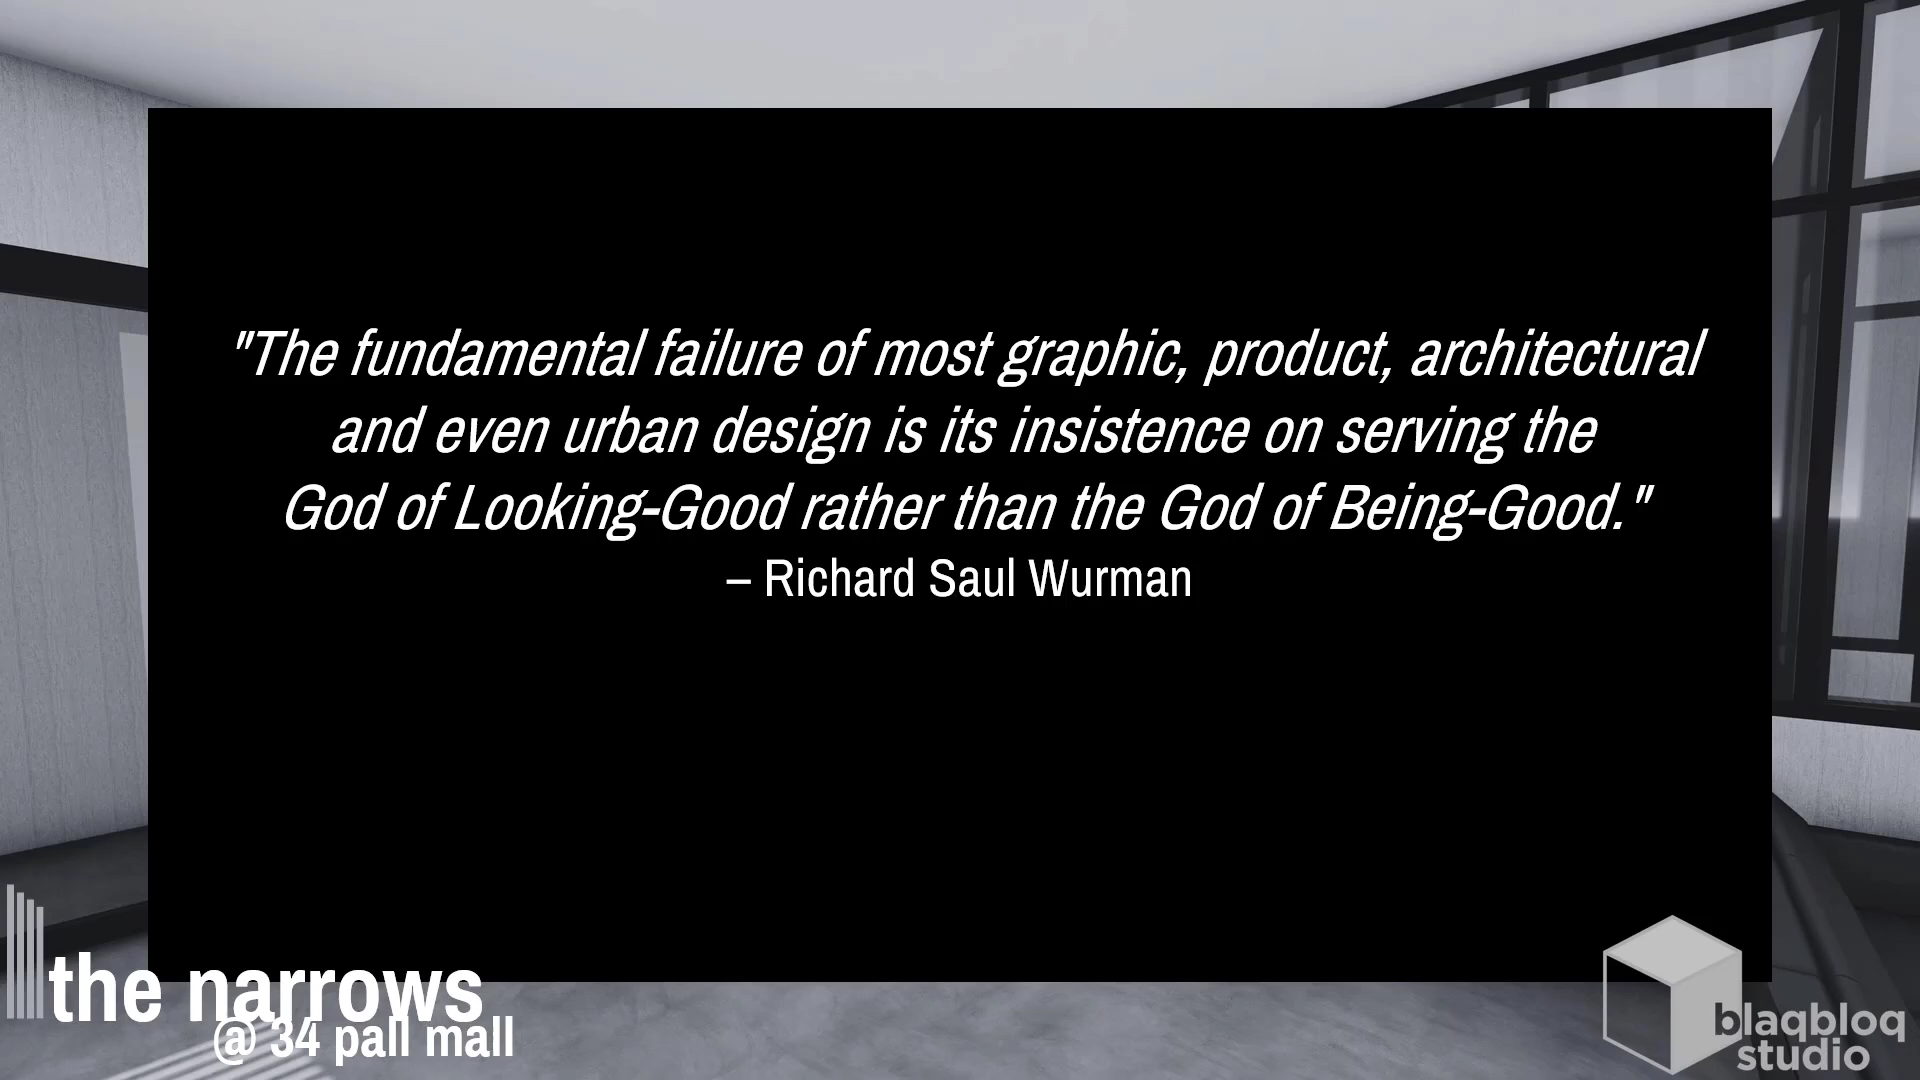 "The fundamental failure of most graphic, product, architectural
and even urban design is its insistence on serving the
God of Looking-Good rather than the God of Being-Good."
– Richard Saul Wurman
the narrows
@ 34 pall mall
blaqbloq
studio